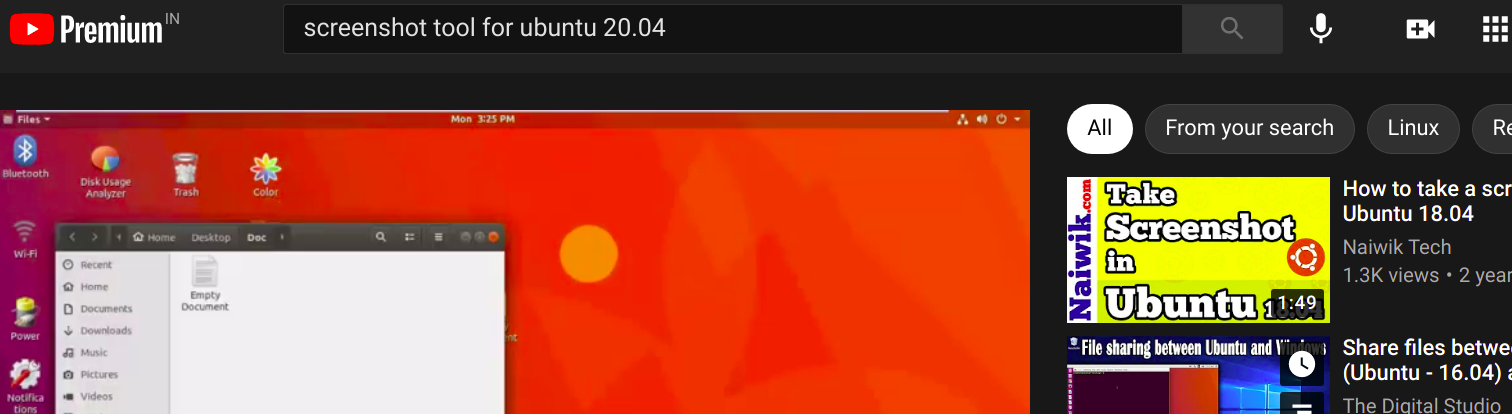 Premium IN
screenshot tool for ubuntu 20.04
Files
Mon 3:25 PM
Bluetooth
Disk Usage
Analyzer
Trash
Color
Wi-Fi
Home
Desktop
Doc
Recent
Home
Documents
Downloads
Music
Pictures
Videos
Empty
Document
Power
Notifica
tions
All
From your search
Linux
Re
Naiwik.com
Take
Screenshot
in
Ubuntu 18.04
1:49
How to take a scr
Ubuntu 18.04
Naiwik Tech
1.3K views • 2 year
File sharing between Ubuntu and Windows
Share files betwee
(Ubuntu - 16.04) a
The Digital Studio